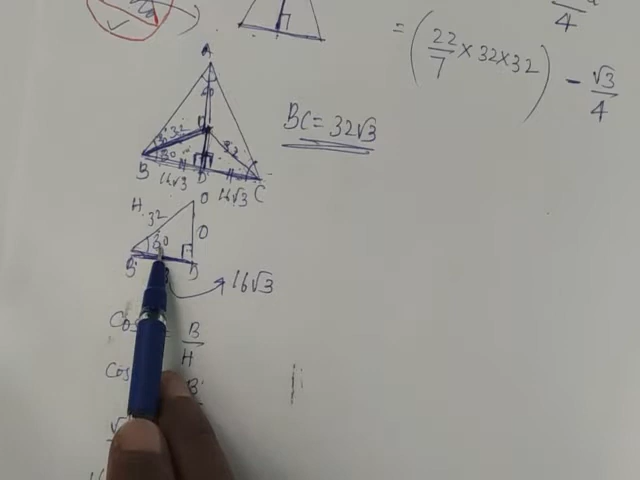 = (22/7 × 32 × 32) − √3/4
4
A
BC = 32√3
32
30
B
D
C
16√3
16√3
H
32
O
O
30
B
D
16√3
Cos
B/H
Cos
B